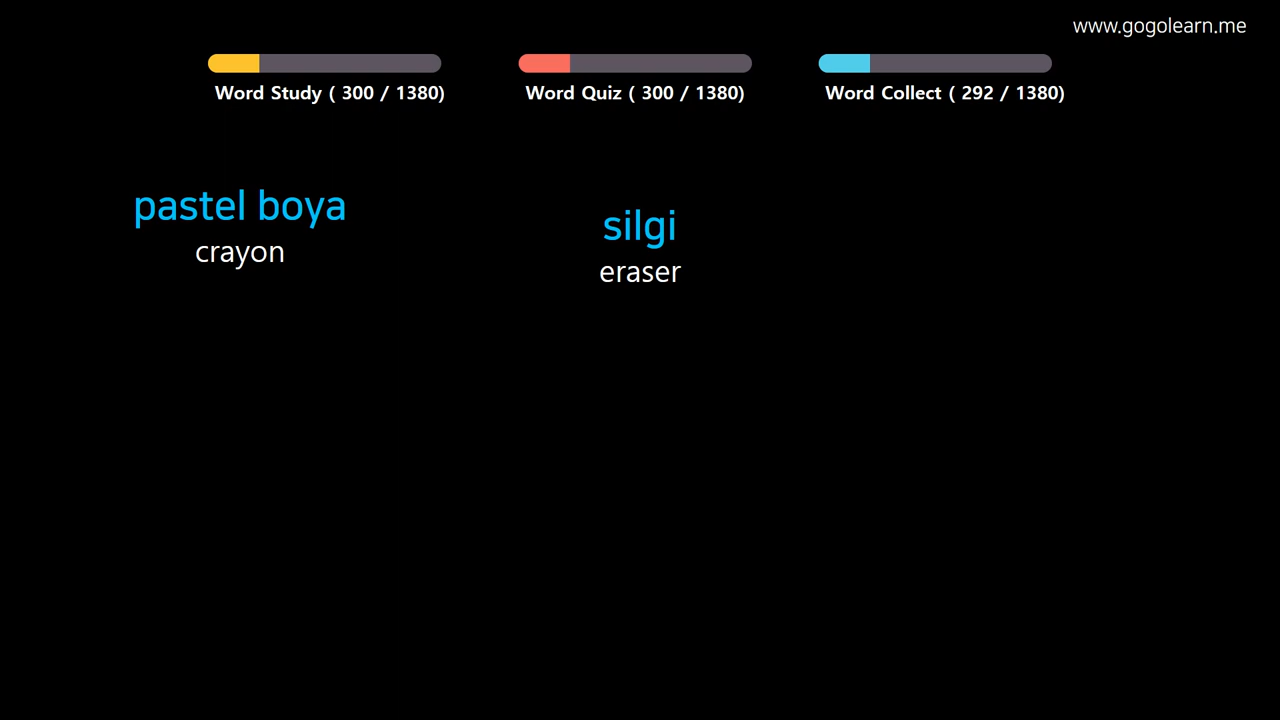 www.gogolearn.me
Word Study ( 300 / 1380)
Word Quiz ( 300 / 1380)
Word Collect ( 292 / 1380)
pastel boya
crayon
silgi
eraser